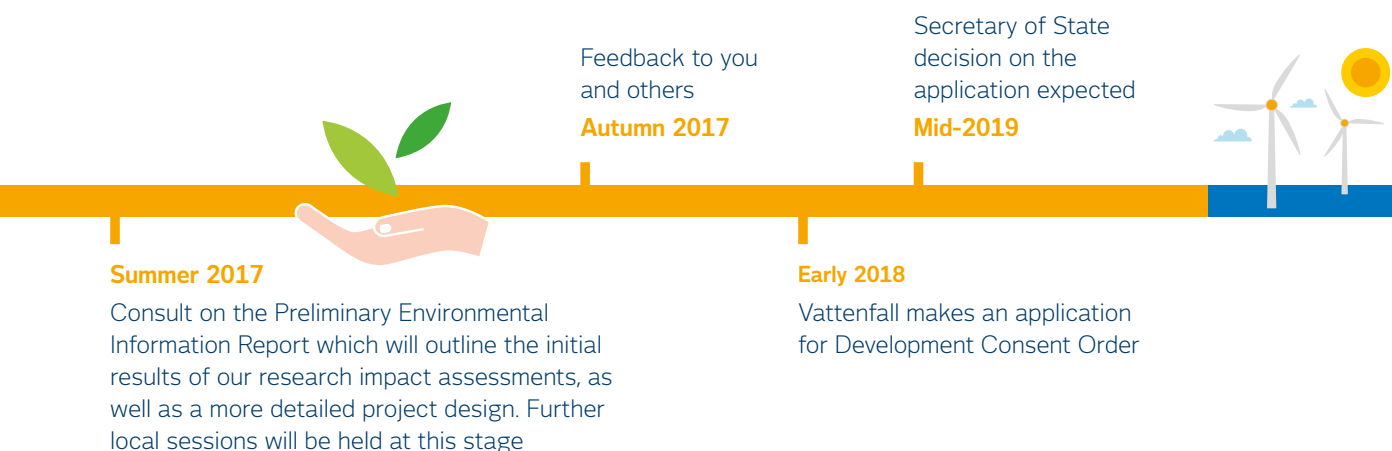 Secretary of State
decision on the
application expected
Mid-2019
Feedback to you
and others
Autumn 2017
Summer 2017
Consult on the Preliminary Environmental
Information Report which will outline the initial
results of our research impact assessments, as
well as a more detailed project design. Further
local sessions will be held at this stage
Early 2018
Vattenfall makes an application
for Development Consent Order